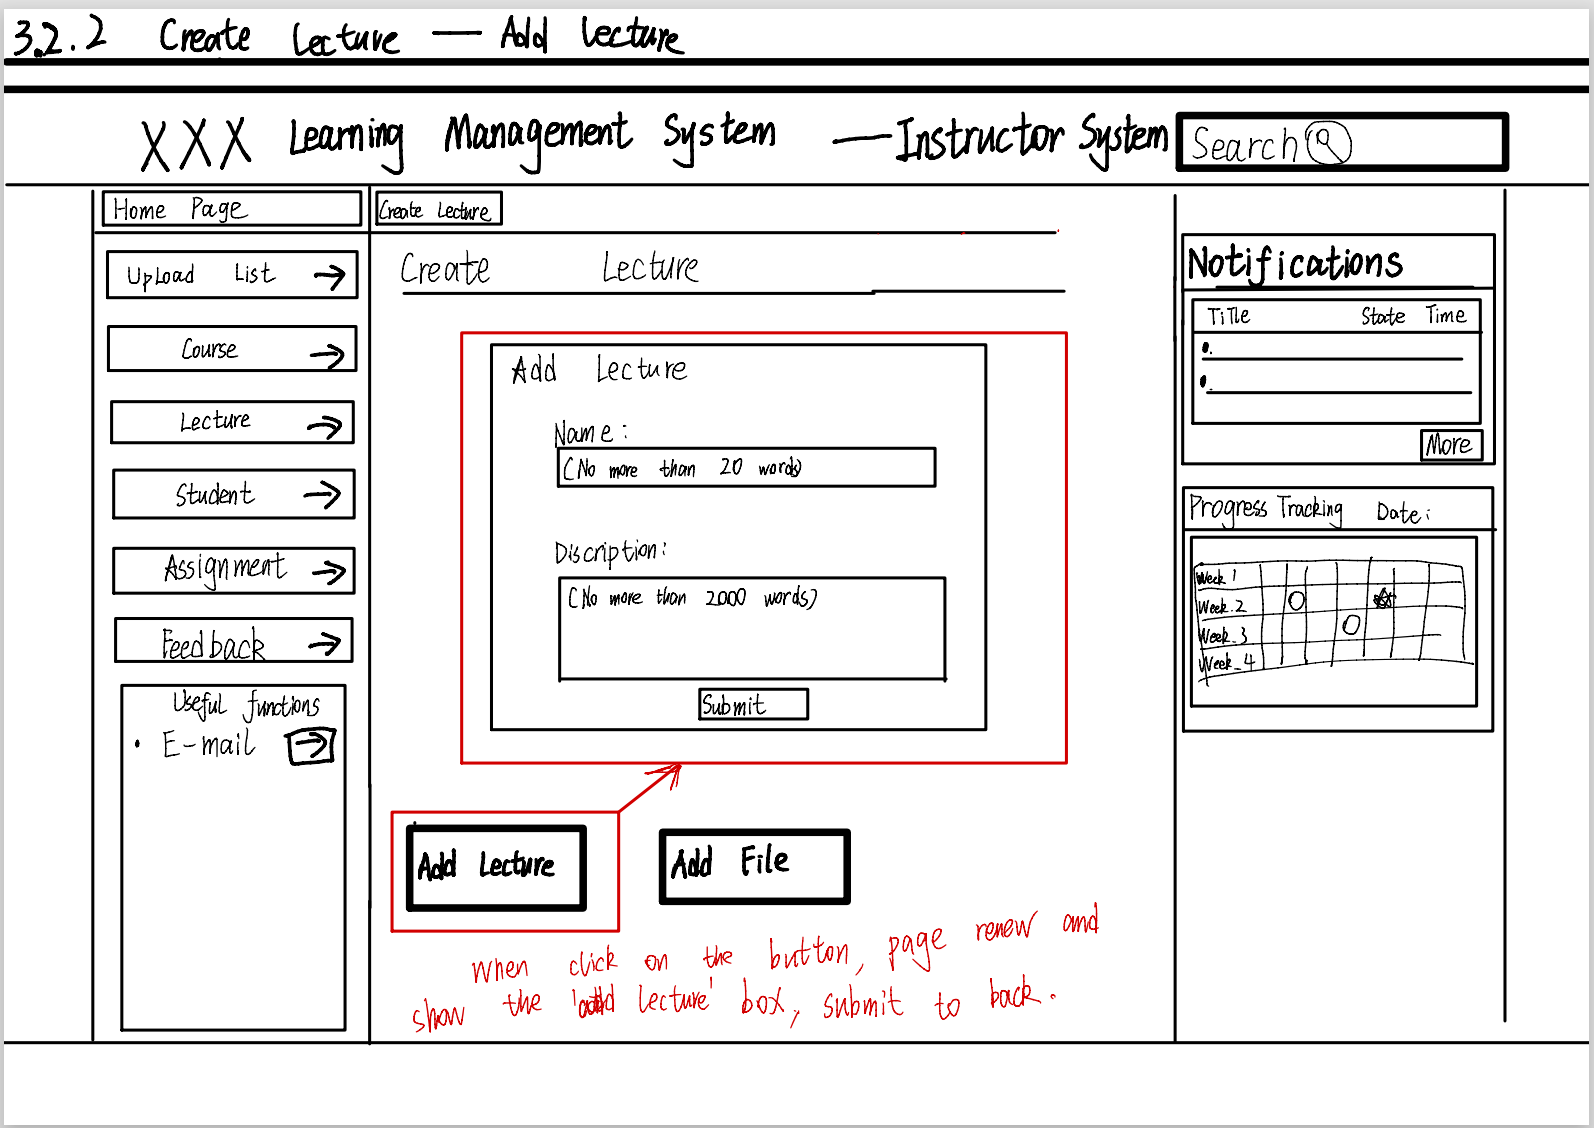 3.2.2 Create Lecture — Add Lecture
XXX Learning Management System — Instructor System
Search
Home Page
Create Lecture
Upload List →
Course →
Lecture →
Student →
Assignment →
Feedback →
Useful functions
• E-mail →
Create Lecture
Add Lecture
Name:
(No more than 20 words)
Discription:
(No more than 2000 words)
Submit
Add Lecture
Add File
When click on the button, page renew and
show the 'add lecture' box, submit to back.
Notifications
Title State Time
More
Progress Tracking Date:
Week 1
Week.2
Week.3
Week_4